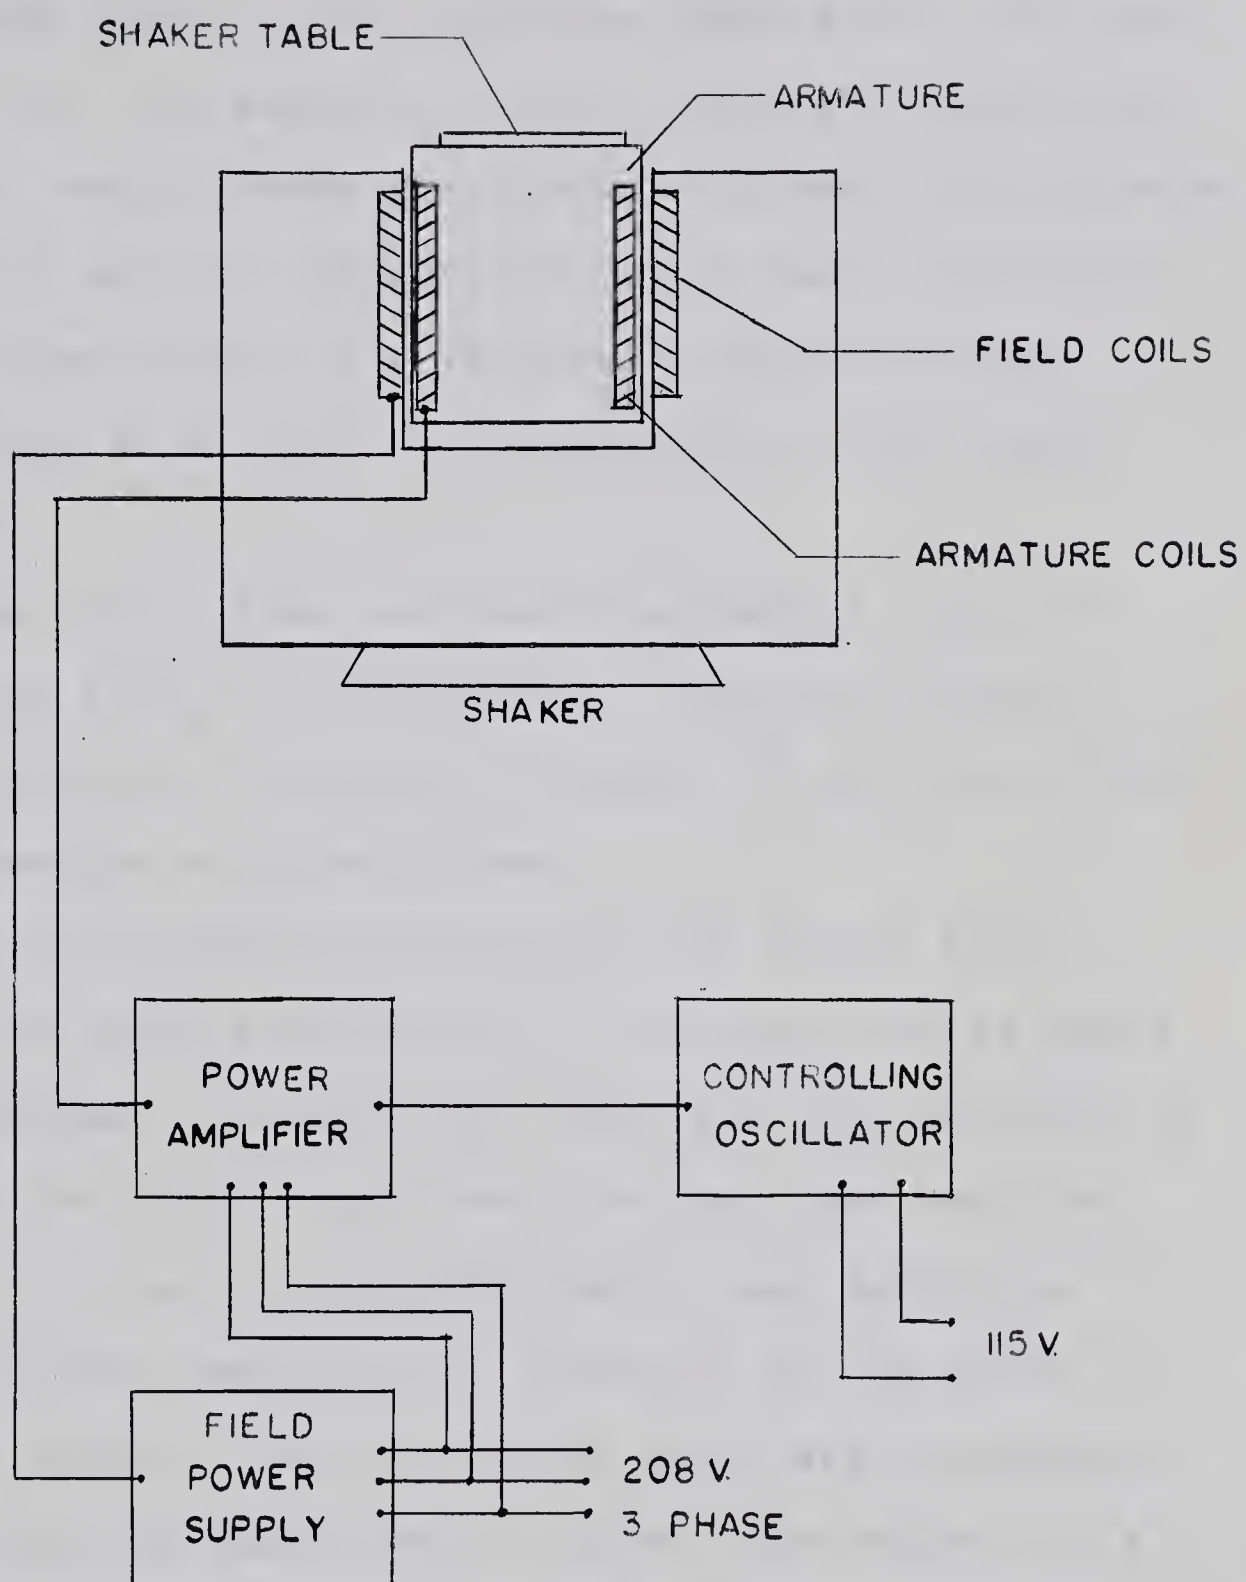 SHAKER TABLE
ARMATURE
FIELD COILS
ARMATURE COILS
SHAKER
POWER
AMPLIFIER
CONTROLLING
OSCILLATOR
115 V.
FIELD
POWER
SUPPLY
208 V.
3 PHASE